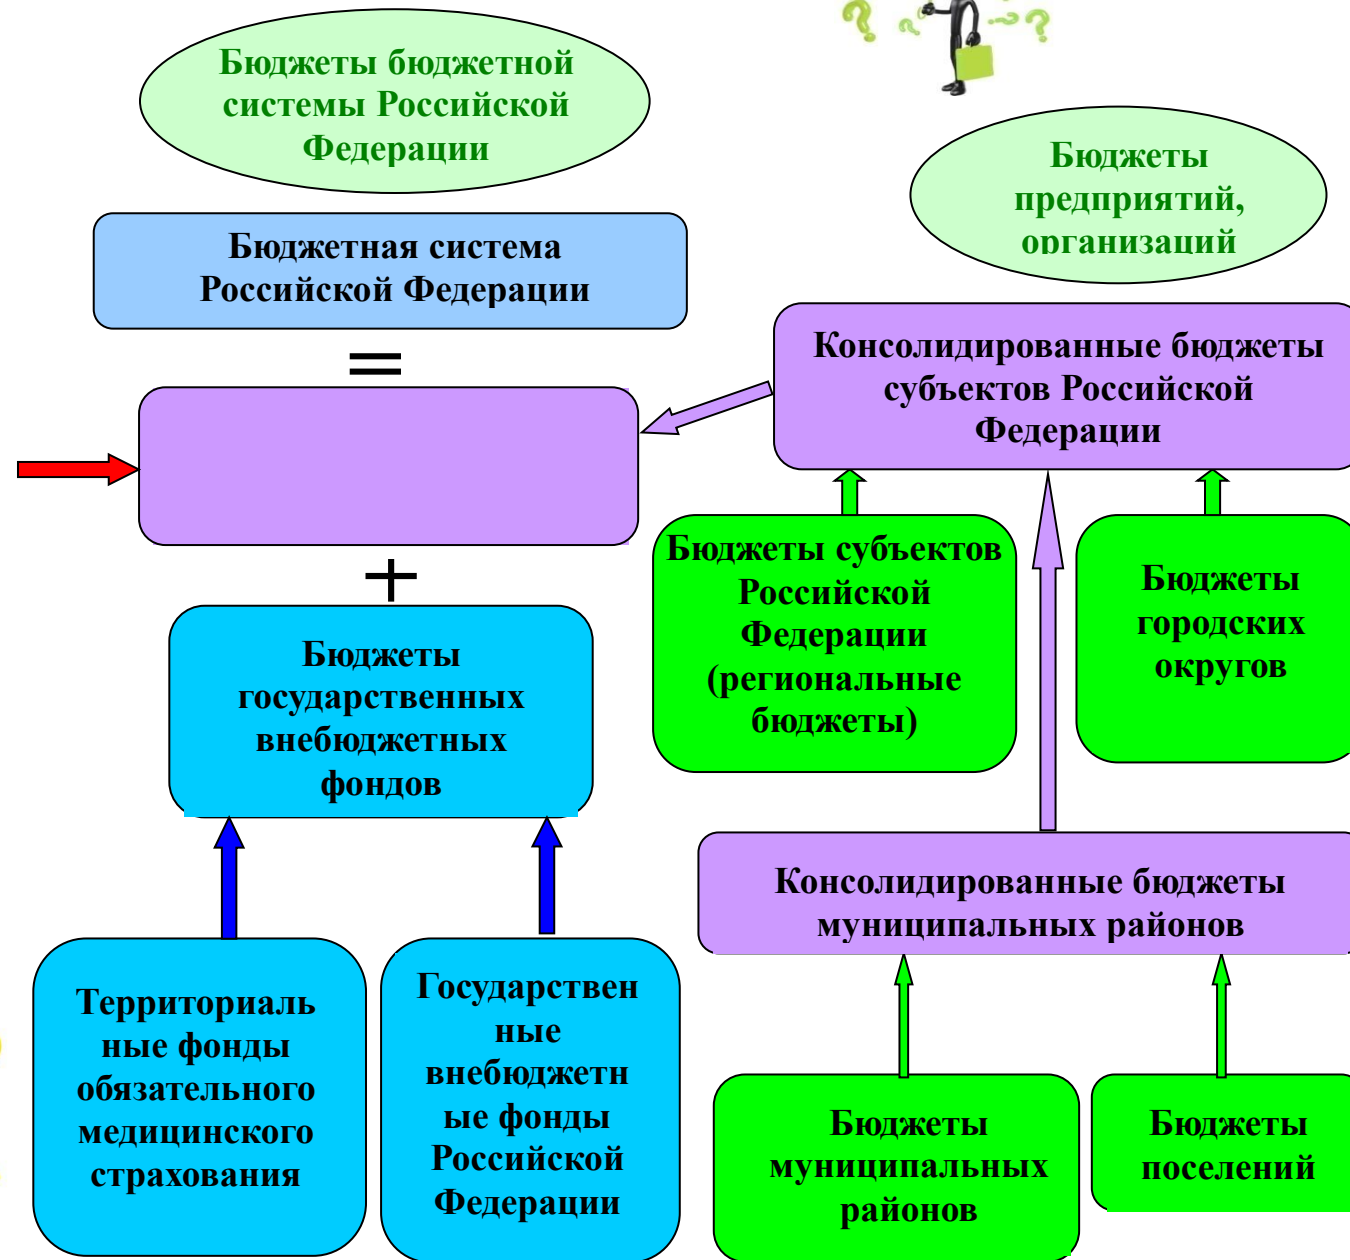 Бюджеты бюджетной
системы Российской
Федерации
Бюджеты
предприятий,
организаций
Бюджетная система
Российской Федерации
=
Консолидированные бюджеты
субъектов Российской
Федерации
+
Бюджеты субъектов
Российской
Федерации
(региональные
бюджеты)
Бюджеты
городских
округов
Бюджеты
государственных
внебюджетных
фондов
Консолидированные бюджеты
муниципальных районов
Территориаль
ные фонды
обязательного
медицинского
страхования
Государствен
ные
внебюджетн
ые фонды
Российской
Федерации
Бюджеты
муниципальных
районов
Бюджеты
поселений